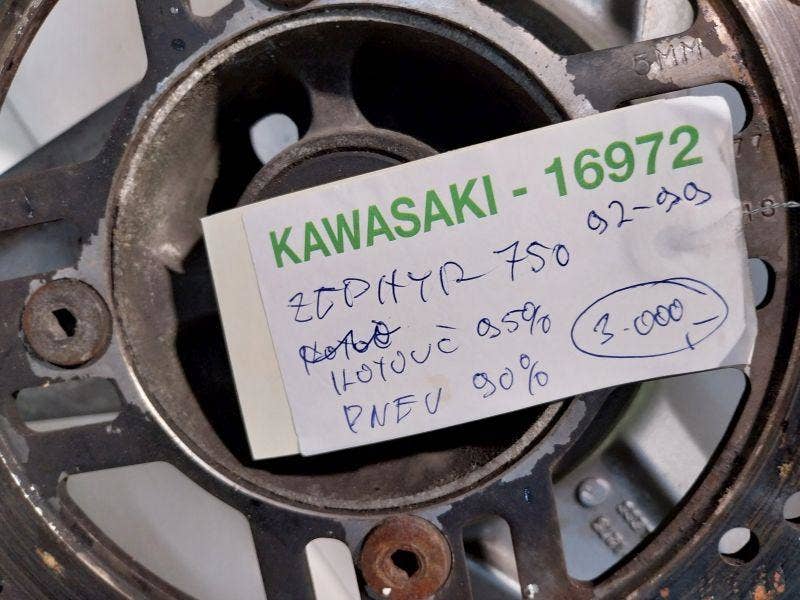 5MM
KAWASAKI - 16972
ZEPHYR 750 92-99
KOTOUČ 95%
3.000,-
PNEU 90%